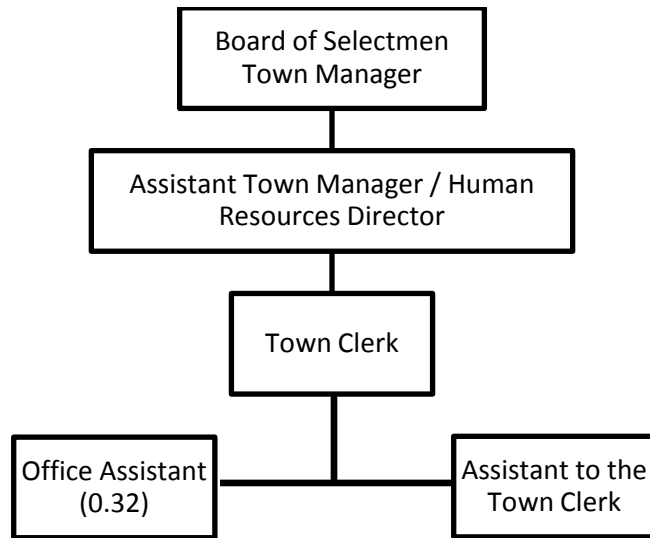 Board of Selectmen
Town Manager
Assistant Town Manager / Human
Resources Director
Town Clerk
Office Assistant
(0.32)
Assistant to the
Town Clerk